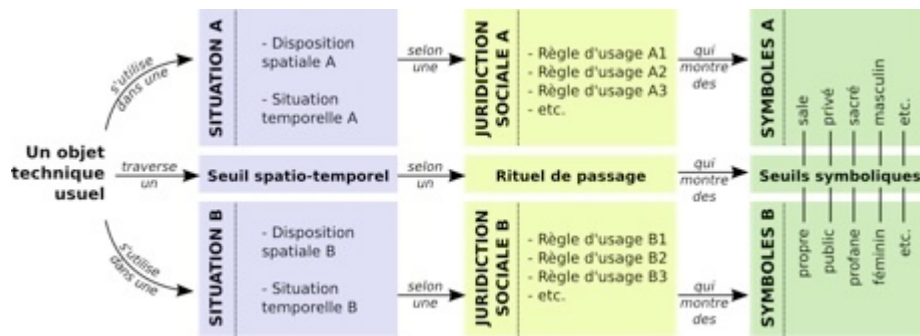 Un objet
technique
usuel
s'utilise
dans une
SITUATION A
- Disposition
spatiale A
- Situation
temporelle A
selon
une
JURIDICTION
SOCIALE A
- Règle d'usage A1
- Règle d'usage A2
- Règle d'usage A3
- etc.
qui
montre
des
SYMBOLES A
sale
privé
sacré
masculin
etc.
traverse
un
Seuil spatio-temporel
selon
un
Rituel de passage
qui
montre
des
Seuils symboliques
s'utilise
dans une
SITUATION B
- Disposition
spatiale B
- Situation
temporelle B
selon
une
JURIDICTION
SOCIALE B
- Règle d'usage B1
- Règle d'usage B2
- Règle d'usage B3
- etc.
qui
montre
des
SYMBOLES B
propre
public
profane
féminin
etc.